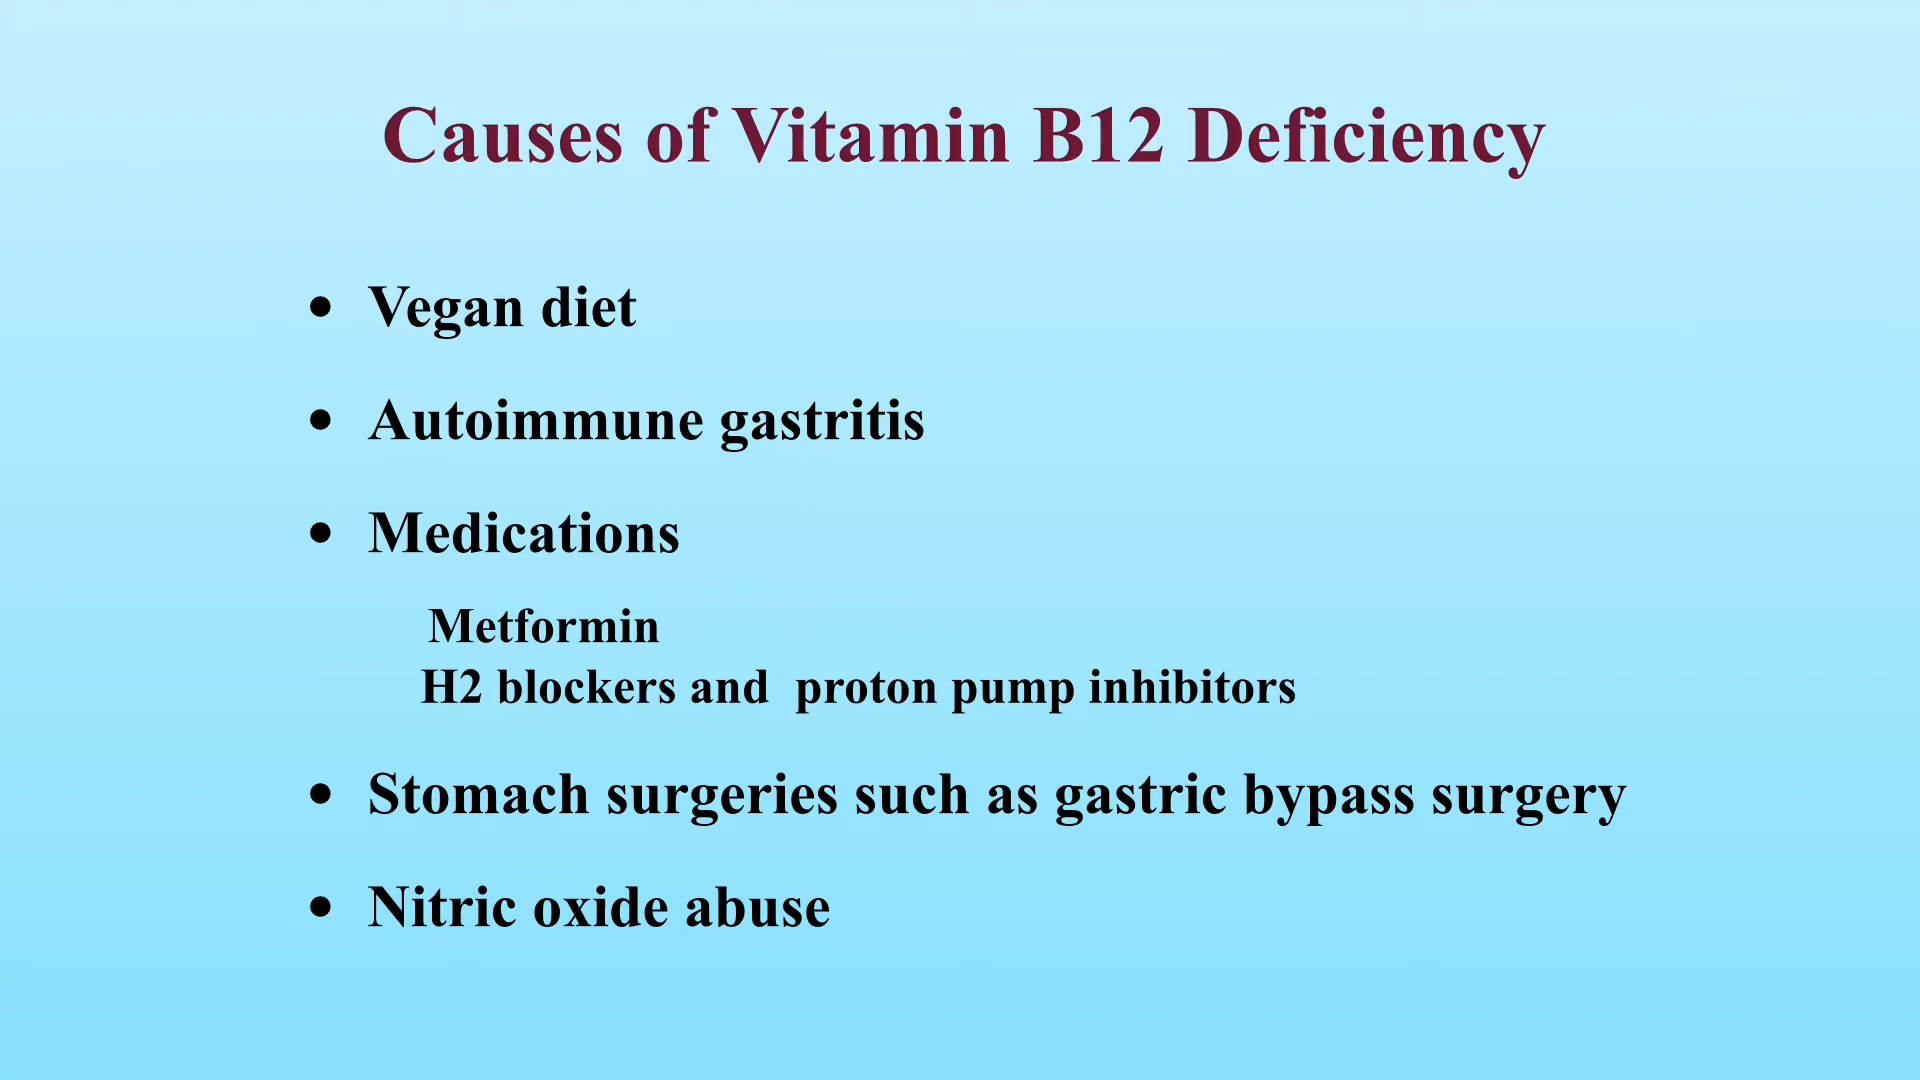 Causes of Vitamin B12 Deficiency
• Vegan diet
• Autoimmune gastritis
• Medications
Metformin
H2 blockers and  proton pump inhibitors
• Stomach surgeries such as gastric bypass surgery
• Nitric oxide abuse